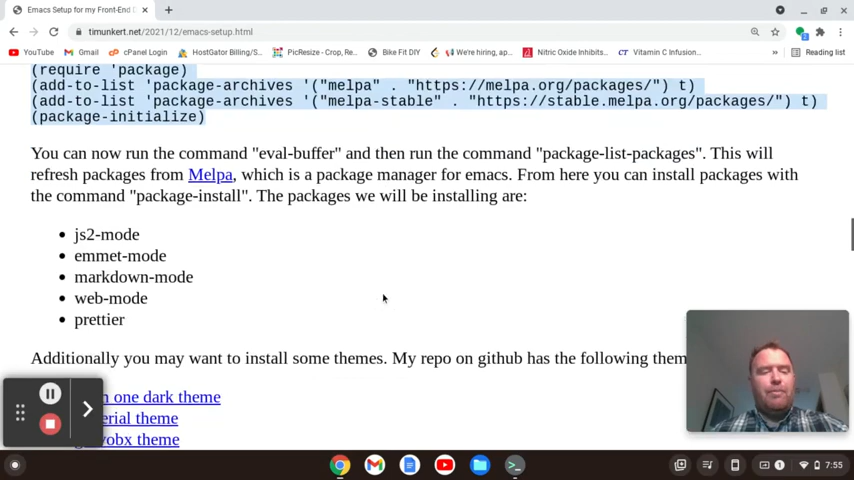 Emacs Setup for my Front-End D
timunkert.net/2021/12/emacs-setup.html
YouTube
Gmail
cPanel Login
HostGator Billing/S...
PicResize - Crop, Re...
Bike Fit DIY
We're hiring, ap...
Nitric Oxide Inhibits...
Vitamin C Infusion...
»
Reading list
(require 'package)
(add-to-list 'package-archives '("melpa" . "https://melpa.org/packages/") t)
(add-to-list 'package-archives '("melpa-stable" . "https://stable.melpa.org/packages/") t)
(package-initialize)
You can now run the command "eval-buffer" and then run the command "package-list-packages". This will
refresh packages from Melpa, which is a package manager for emacs. From here you can install packages with
the command "package-install". The packages we will be installing are:
js2-mode
emmet-mode
markdown-mode
web-mode
prettier
Additionally you may want to install some themes. My repo on github has the following them
one dark theme
theme
theme
1
7:55